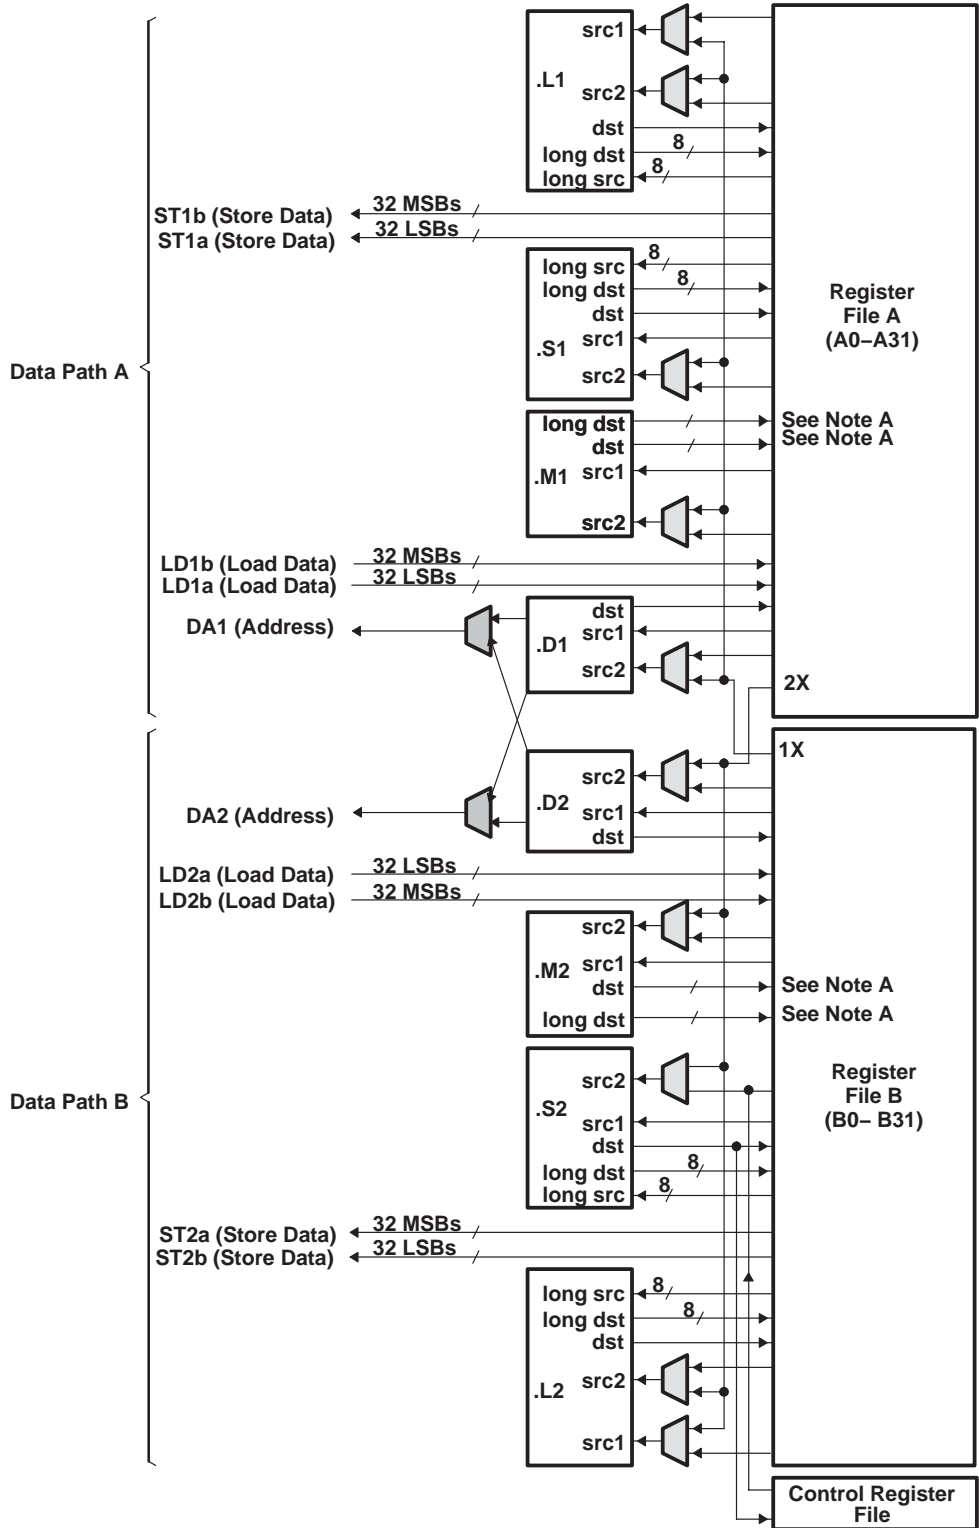 src1
.L1
src2
dst
long dst
8
long src
8
ST1b (Store Data)
32 MSBs
ST1a (Store Data)
32 LSBs
long src
8
long dst
8
dst
.S1
src1
src2
Register
File A
(A0–A31)
Data Path A
long dst
See Note A
dst
See Note A
.M1
src1
src2
LD1b (Load Data)
32 MSBs
LD1a (Load Data)
32 LSBs
DA1 (Address)
dst
.D1
src1
src2
2X
1X
src2
.D2
src1
dst
DA2 (Address)
LD2a (Load Data)
32 LSBs
LD2b (Load Data)
32 MSBs
src2
.M2
src1
dst
See Note A
long dst
See Note A
src2
.S2
src1
dst
long dst
8
long src
8
Register
File B
(B0– B31)
Data Path B
ST2a (Store Data)
32 MSBs
ST2b (Store Data)
32 LSBs
long src
8
long dst
8
dst
.L2
src2
src1
Control Register
File